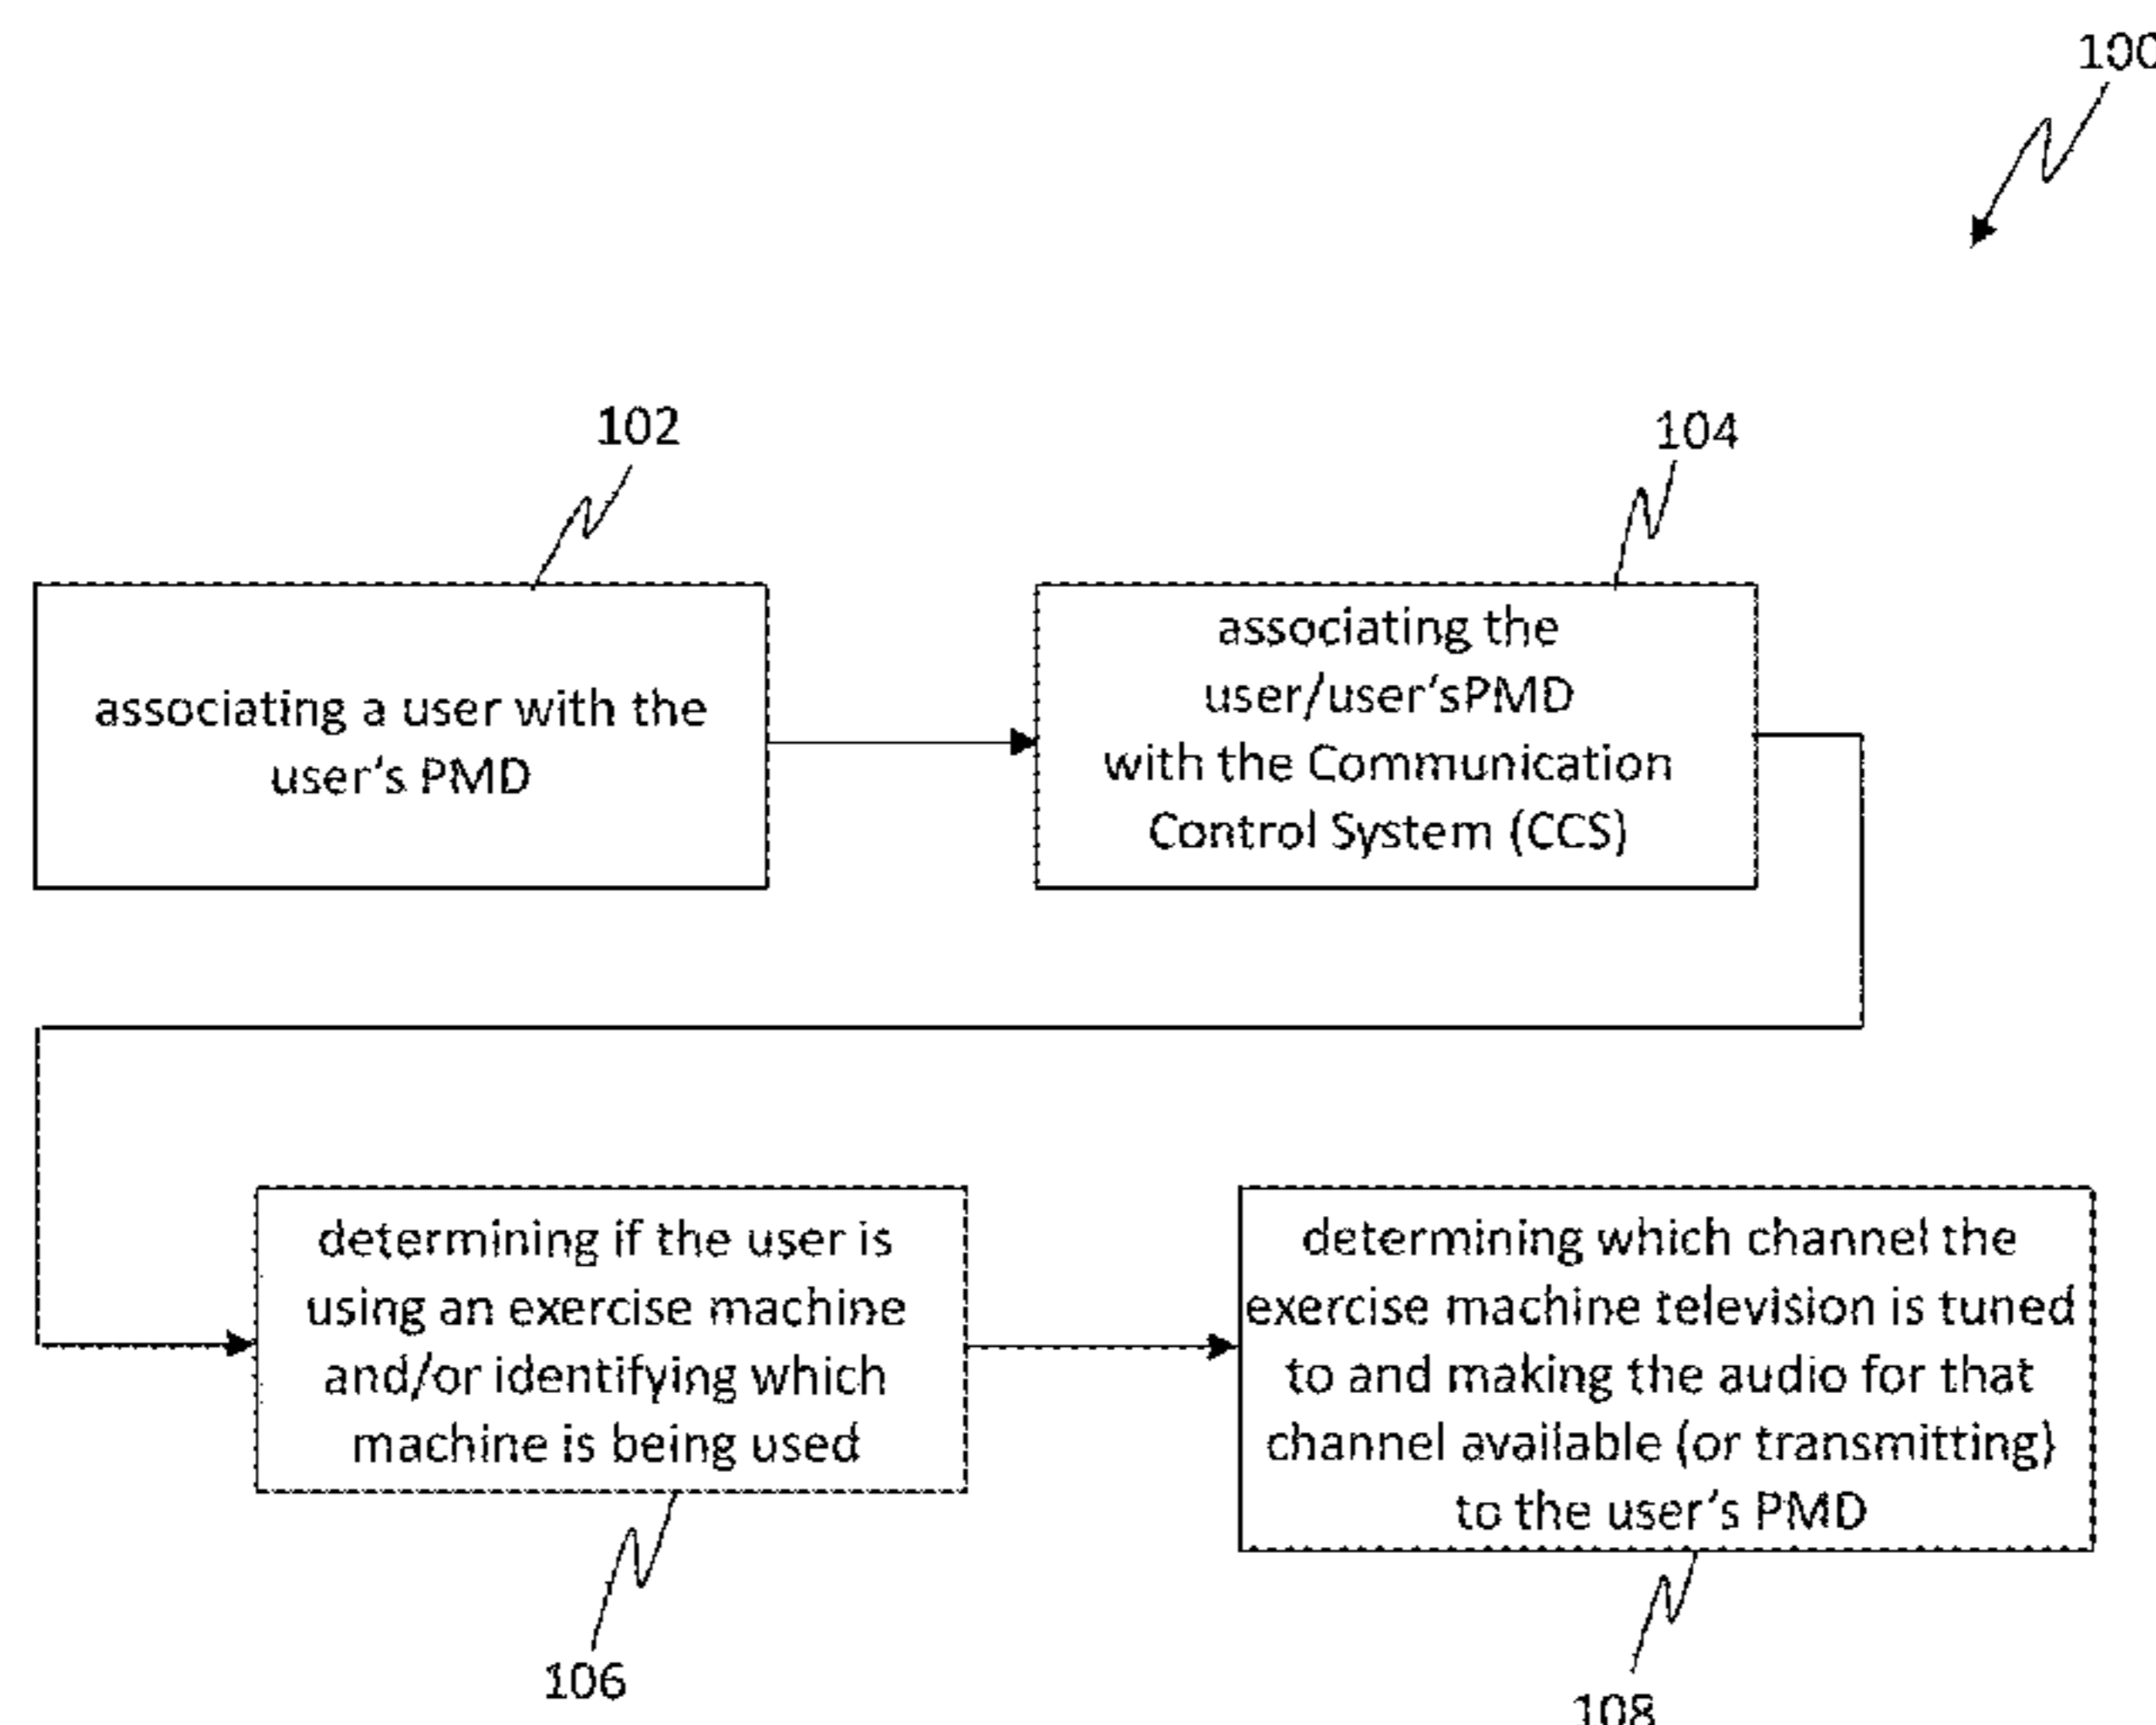 100
102
104
associating a user with the
user's PMD
associating the
user/user'sPMD
with the Communication
Control System (CCS)
determining if the user is
using an exercise machine
and/or identifying which
machine is being used
determining which channel the
exercise machine television is tuned
to and making the audio for that
channel available (or transmitting)
to the user's PMD
106
108